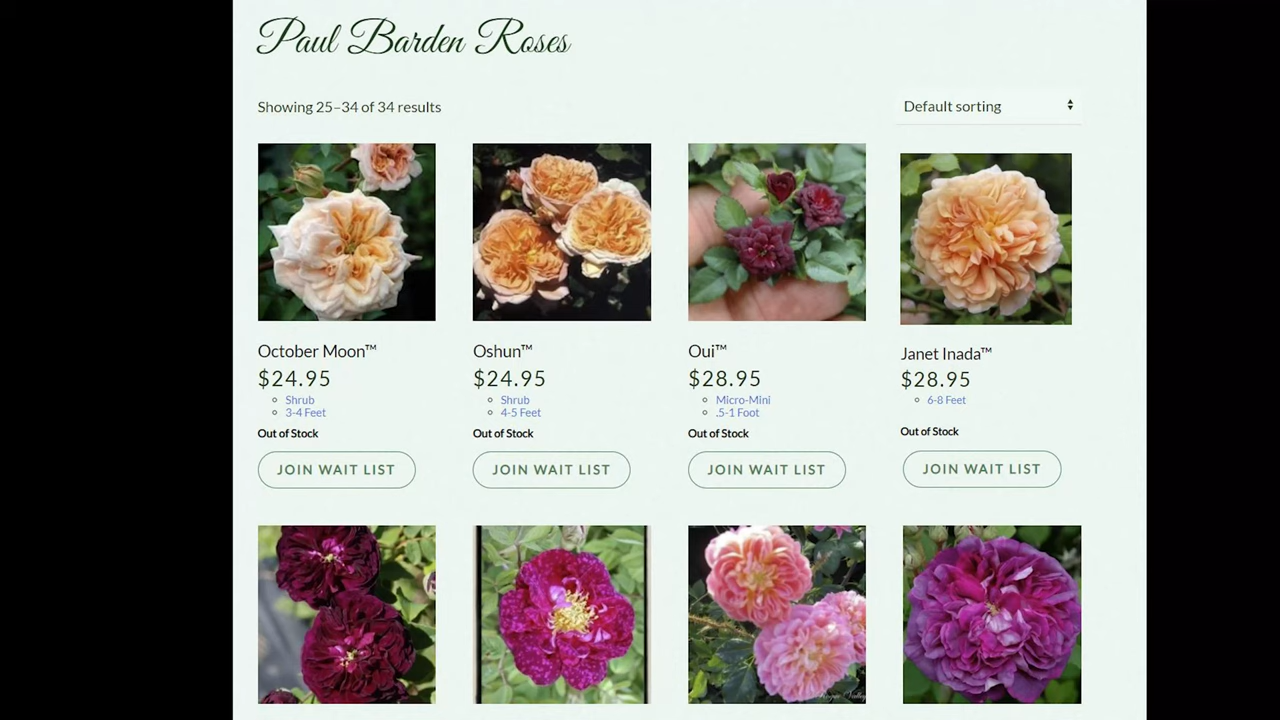 Paul Barden Roses
Showing 25–34 of 34 results
Default sorting
October Moon™
$24.95
Shrub
3-4 Feet
Out of Stock
JOIN WAIT LIST
Oshun™
$24.95
Shrub
4-5 Feet
Out of Stock
JOIN WAIT LIST
Oui™
$28.95
Micro-Mini
.5-1 Foot
Out of Stock
JOIN WAIT LIST
Janet Inada™
$28.95
6-8 Feet
Out of Stock
JOIN WAIT LIST
Rogue Valley